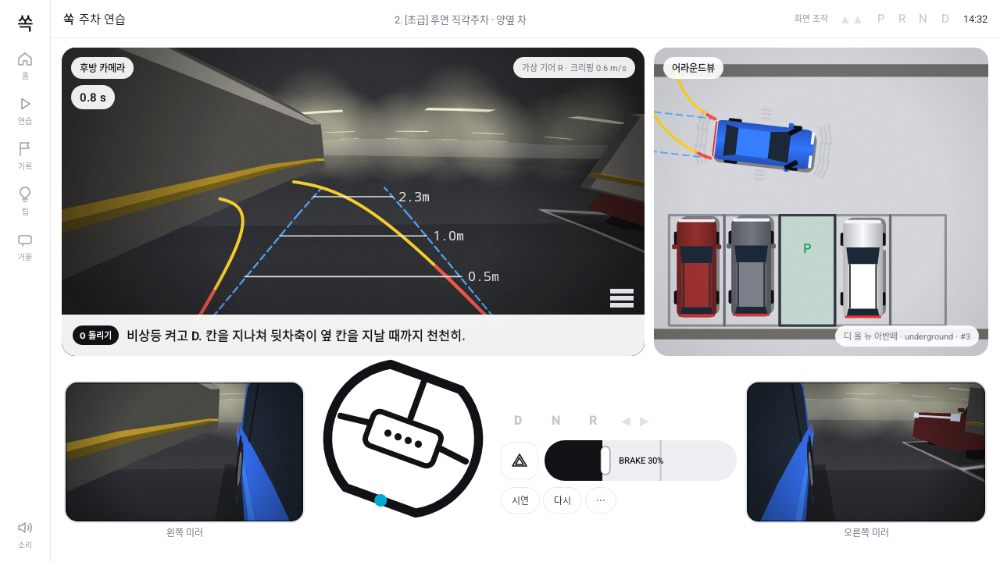 쏙
쏙 주차 연습
2. [초급] 후면 직각주차 · 양옆 차
화면 조작
P R N D
14:32
홈
연습
기록
팁
거울
소리
후방 카메라
가상 기어 R · 크리핑 0.6 m/s
0.8 s
2.3m
1.0m
0.5m
0 돌리기
비상등 켜고 D. 칸을 지나쳐 뒷차축이 옆 칸을 지날 때까지 천천히.
어라운드뷰
P
디 올 뉴 아반떼 · underground · #3
D N R
BRAKE 30%
시연
다시
···
왼쪽 미러
오른쪽 미러